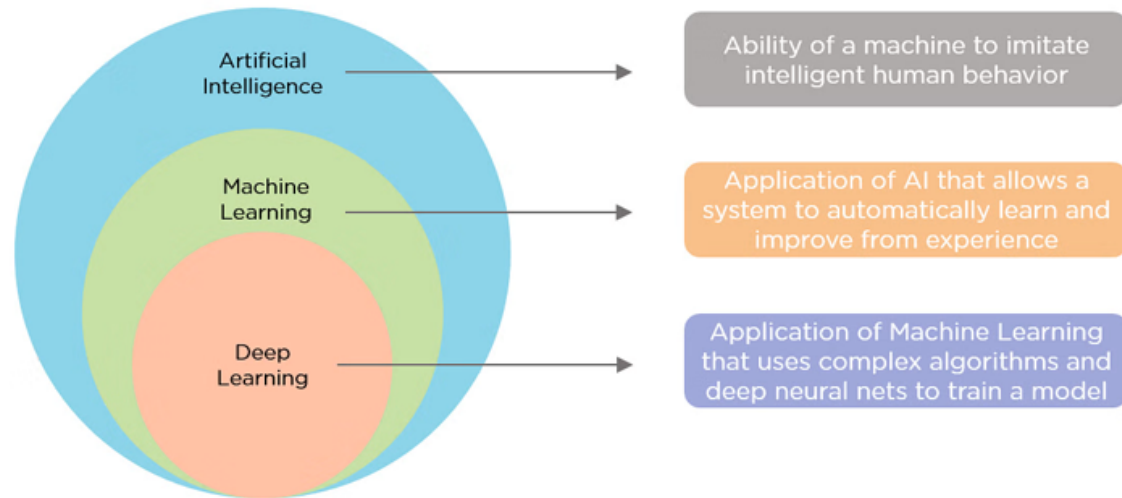 Artificial
Intelligence
Ability of a machine to imitate
intelligent human behavior
Machine
Learning
Application of AI that allows a
system to automatically learn and
improve from experience
Deep
Learning
Application of Machine Learning
that uses complex algorithms and
deep neural nets to train a model